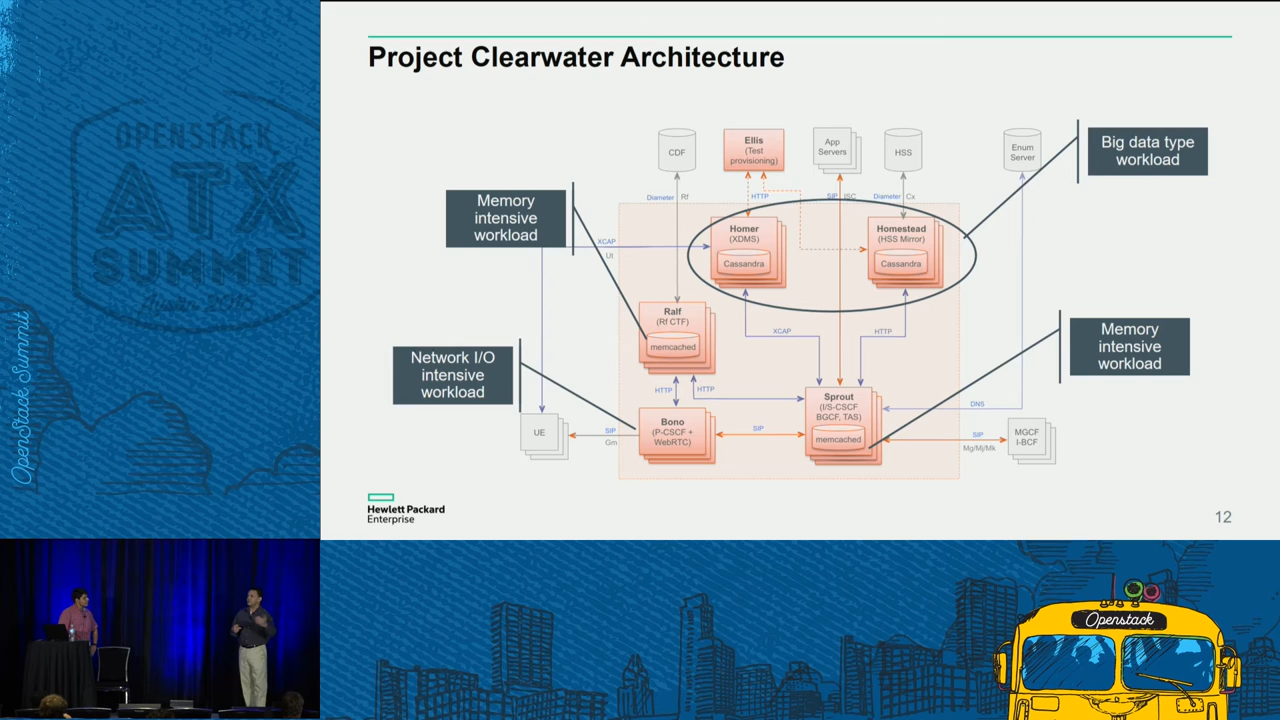 Project Clearwater Architecture
CDF
Ellis
(Test
provisioning)
App
Servers
HSS
Enum
Server
Big data type
workload
Memory
intensive
workload
Diameter
Rf
HTTP
SIP
ISC
Diameter
Cx
XCAP
Ut
Homer
(XDMS)
Cassandra
Homestead
(HSS Mirror)
Cassandra
Ralf
(Rf CTF)
memcached
XCAP
HTTP
Memory
intensive
workload
Network I/O
intensive
workload
HTTP
HTTP
Sprout
(I/S-CSCF
BGCF, TAS)
memcached
DNS
UE
SIP
Gm
Bono
(P-CSCF +
WebRTC)
SIP
SIP
Mg/Mj/Mk
MGCF
I-BCF
Hewlett Packard
Enterprise
12
OPENSTACK
ATX
Austin
OpenStack Summit
Openstack